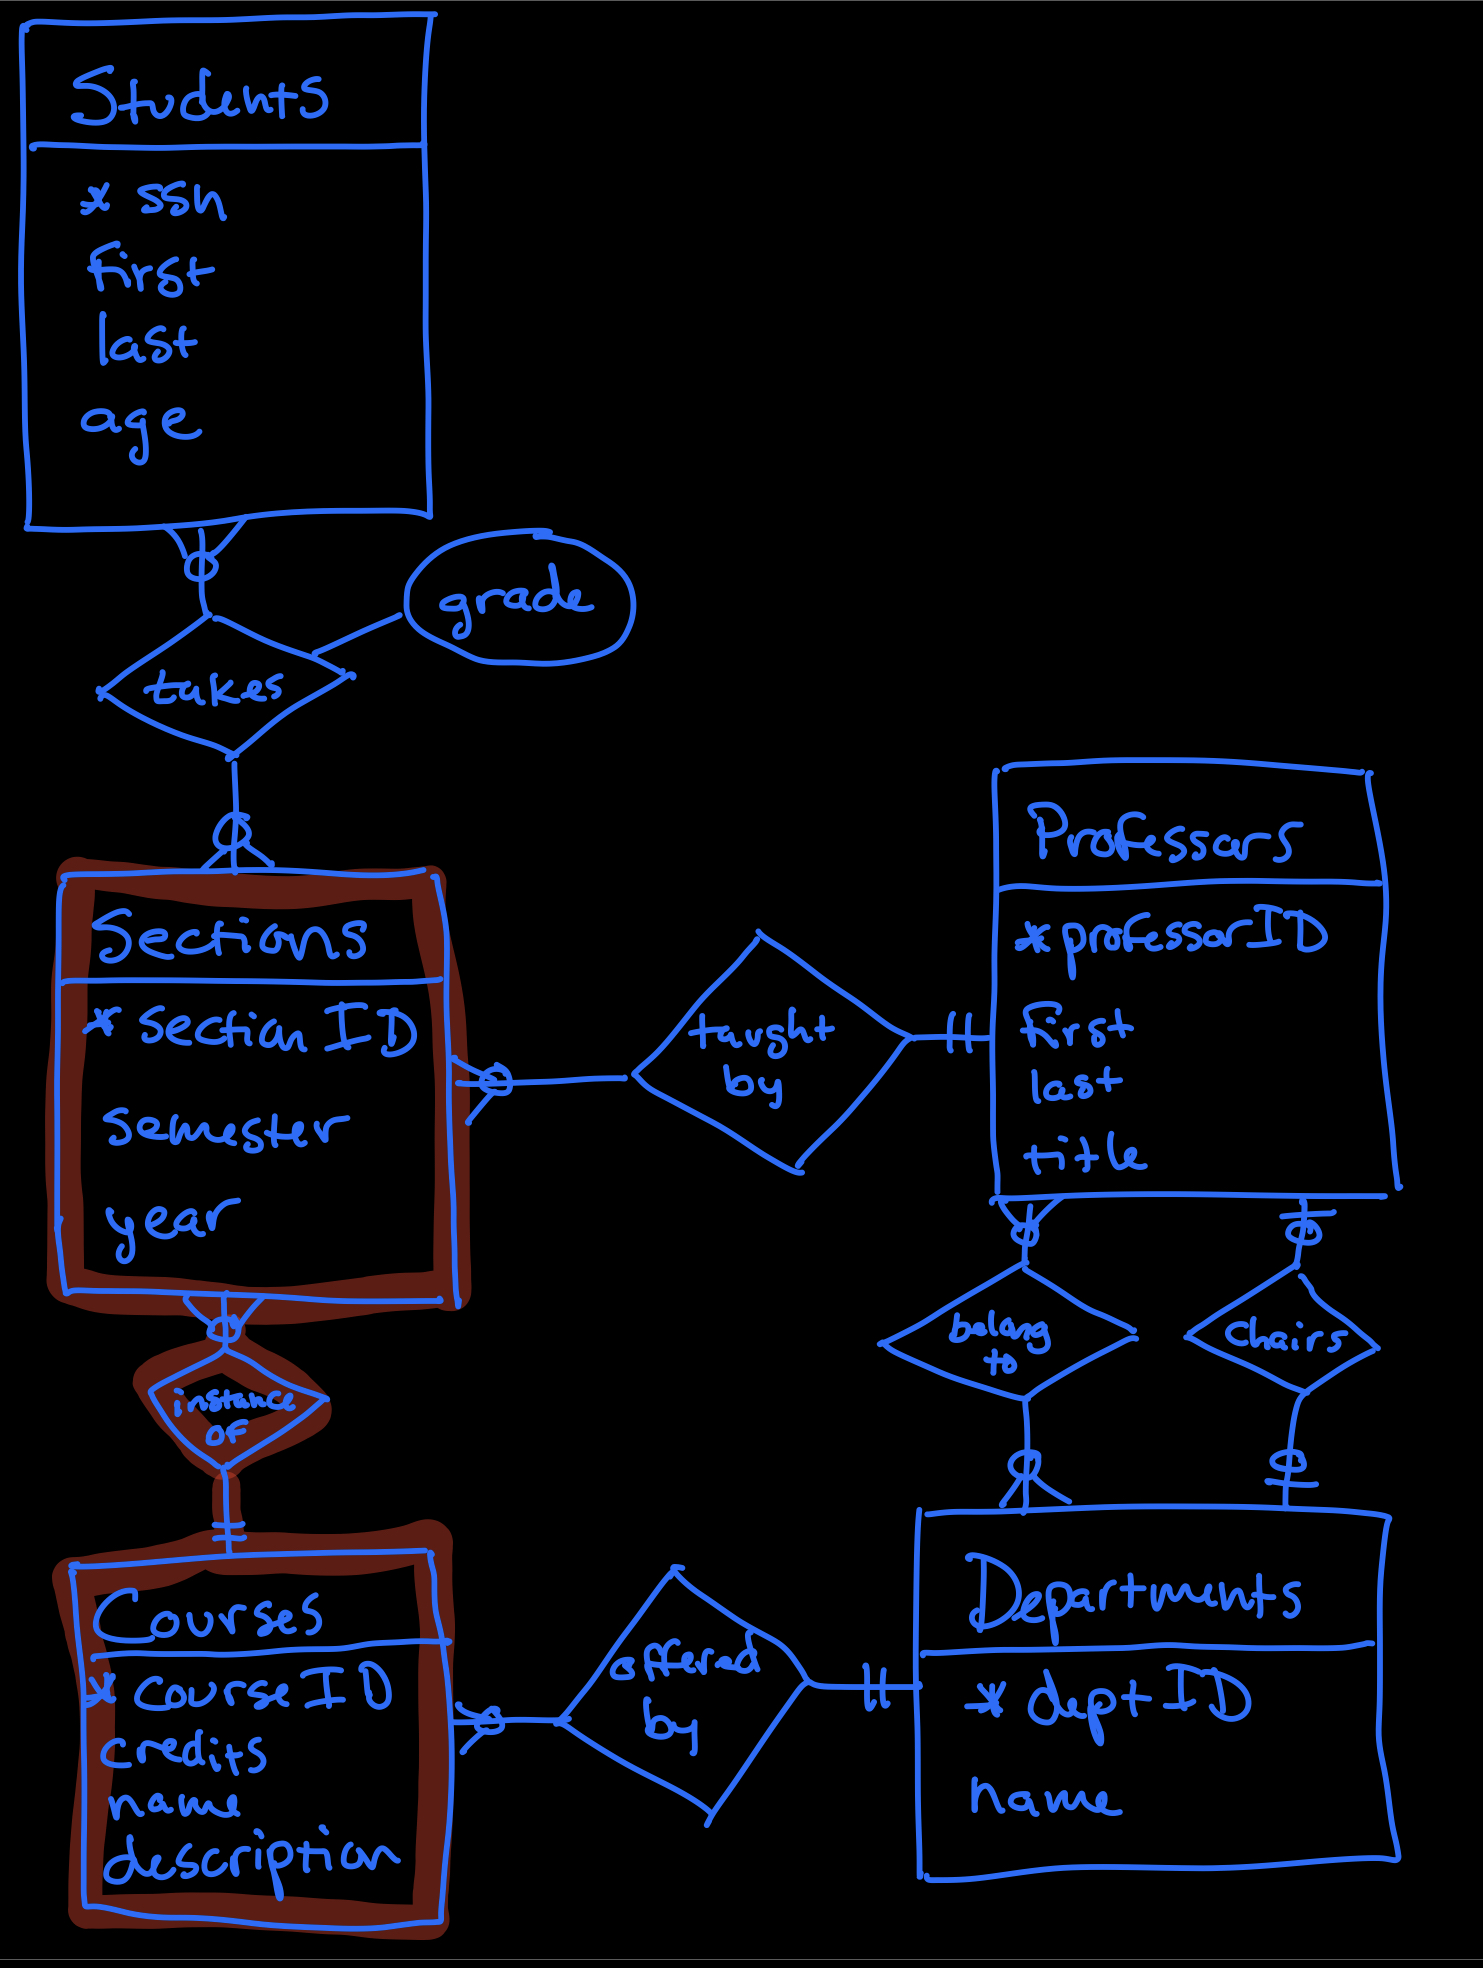 Students
* ssn
first
last
age
grade
takes
Sections
* section ID
semester
year
taught
by
Professors
* professorID
first
last
title
instance
of
belong
to
chairs
Courses
* courseID
credits
name
description
offered
by
Departments
* deptID
name